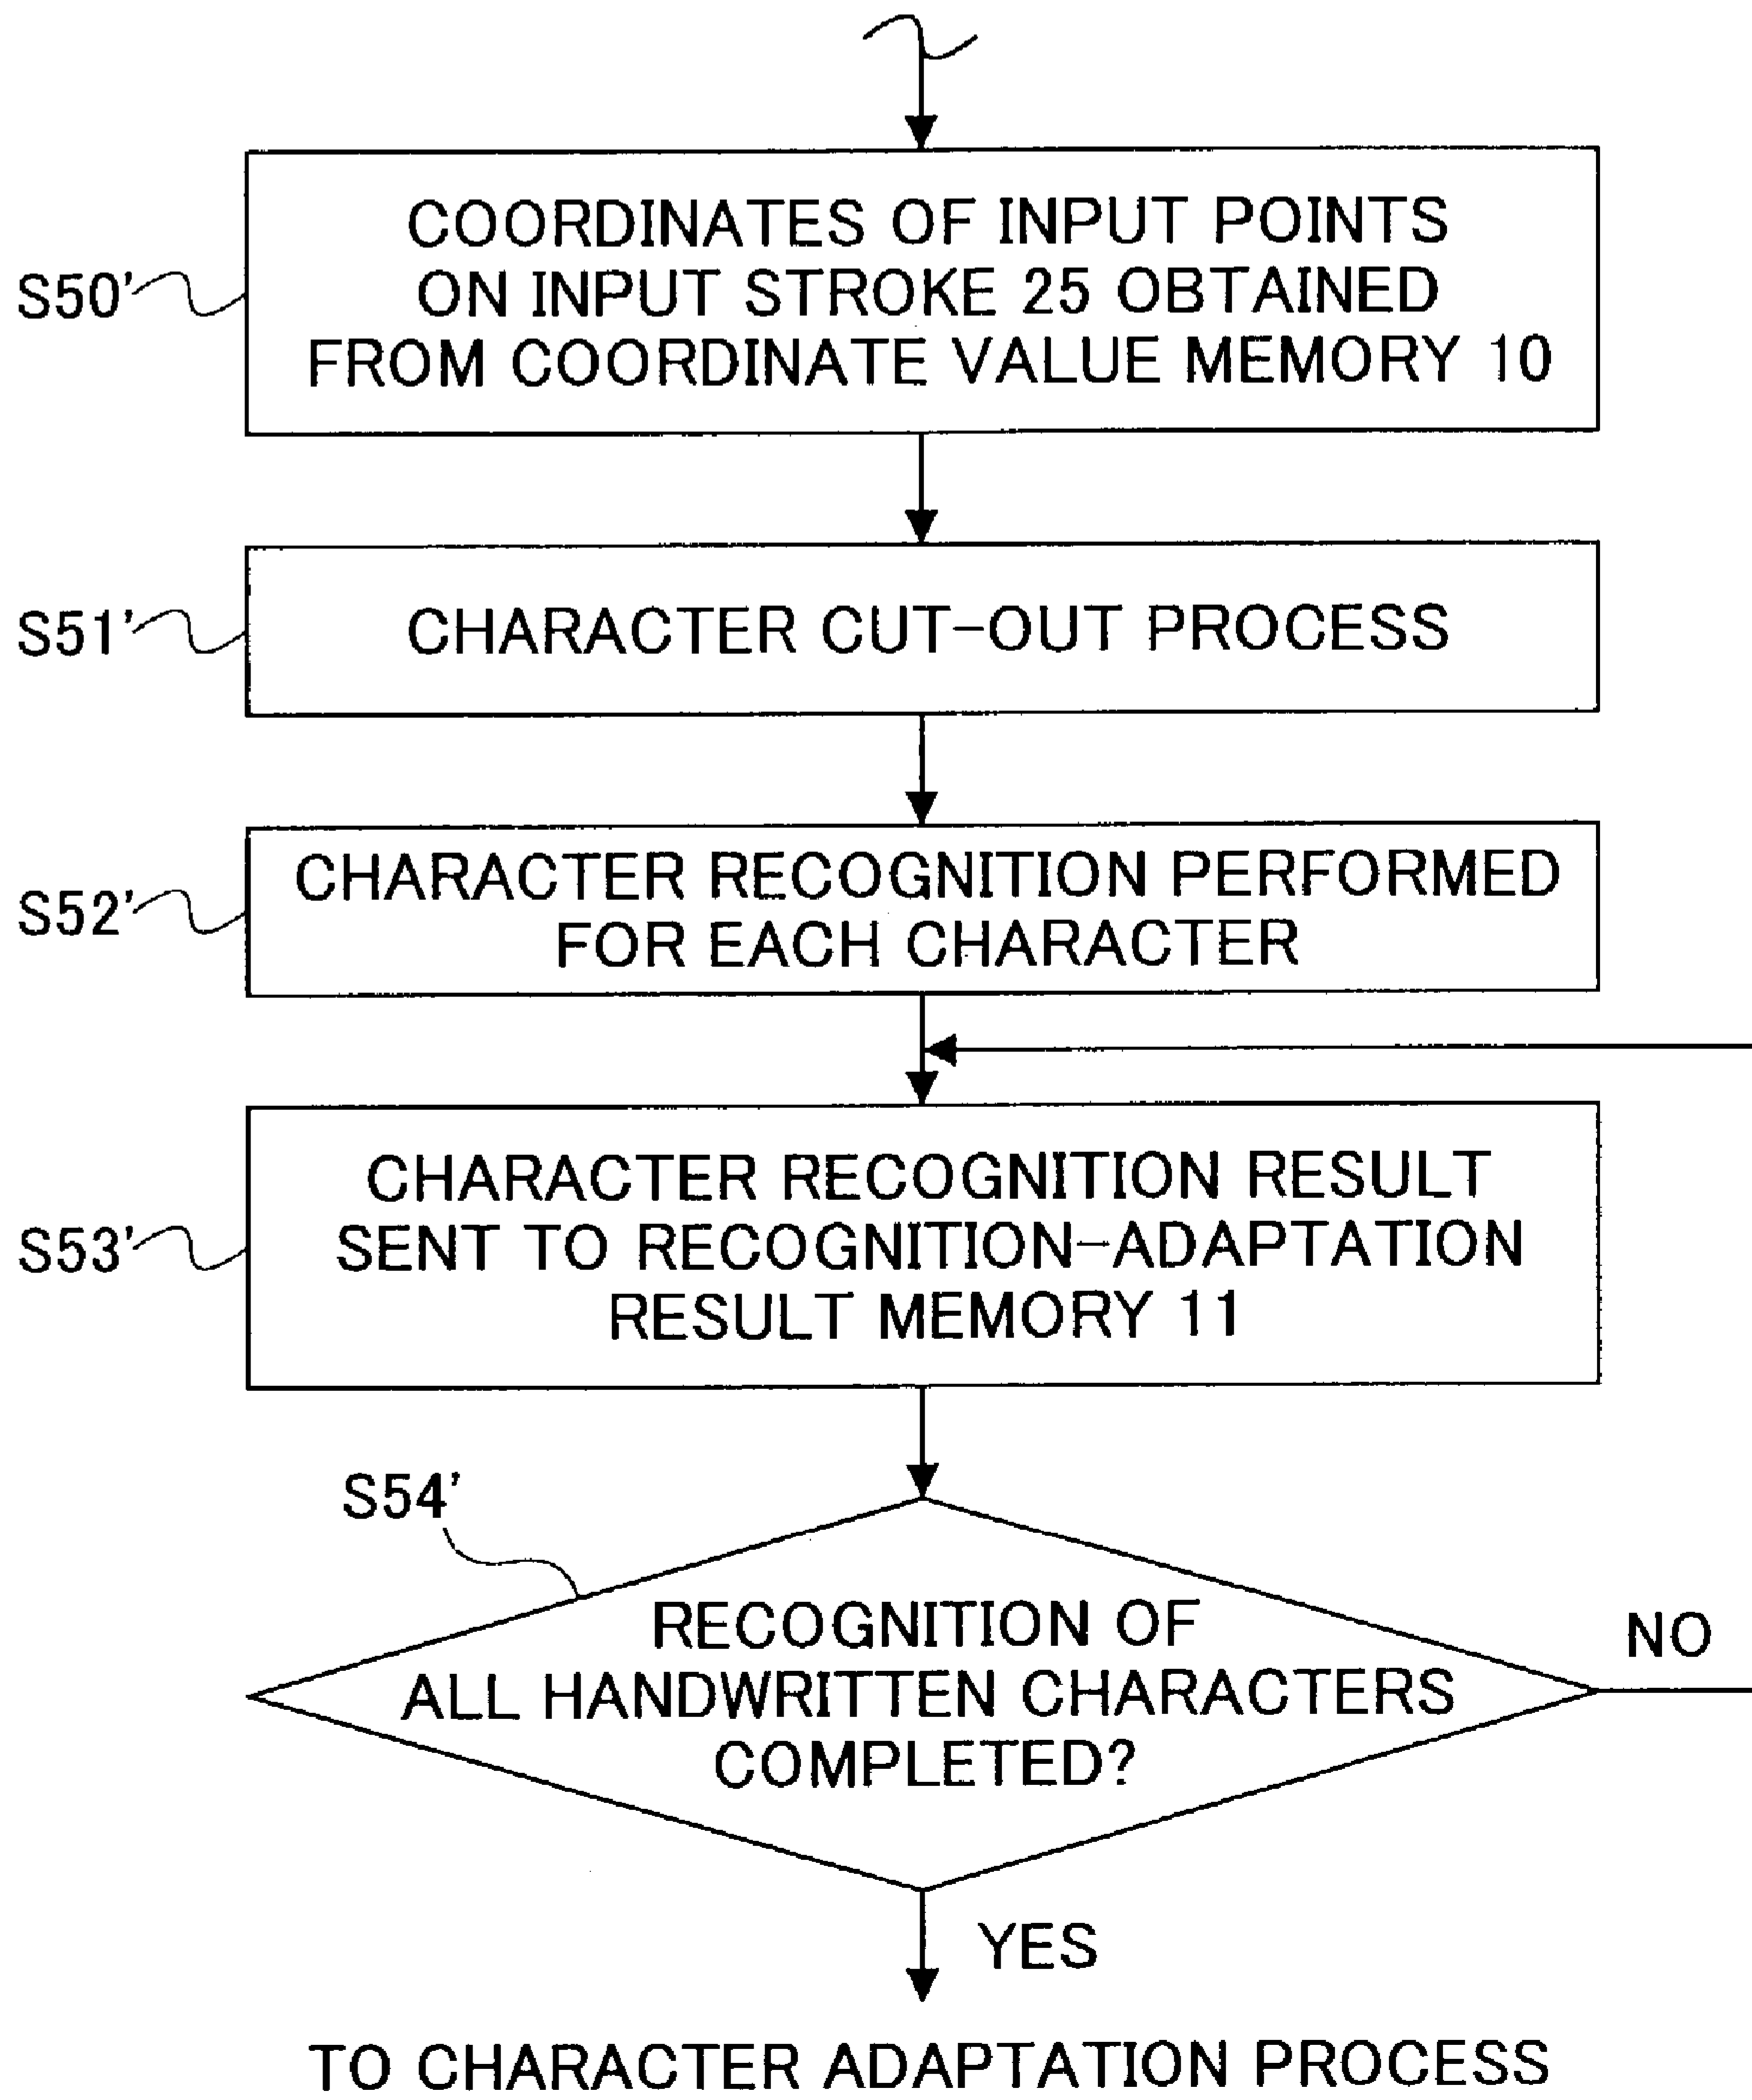 S50'
COORDINATES OF INPUT POINTS
ON INPUT STROKE 25 OBTAINED
FROM COORDINATE VALUE MEMORY 10
S51'
CHARACTER CUT-OUT PROCESS
S52'
CHARACTER RECOGNITION PERFORMED
FOR EACH CHARACTER
S53'
CHARACTER RECOGNITION RESULT
SENT TO RECOGNITION-ADAPTATION
RESULT MEMORY 11
S54'
RECOGNITION OF
ALL HANDWRITTEN CHARACTERS
COMPLETED?
NO
YES
TO CHARACTER ADAPTATION PROCESS